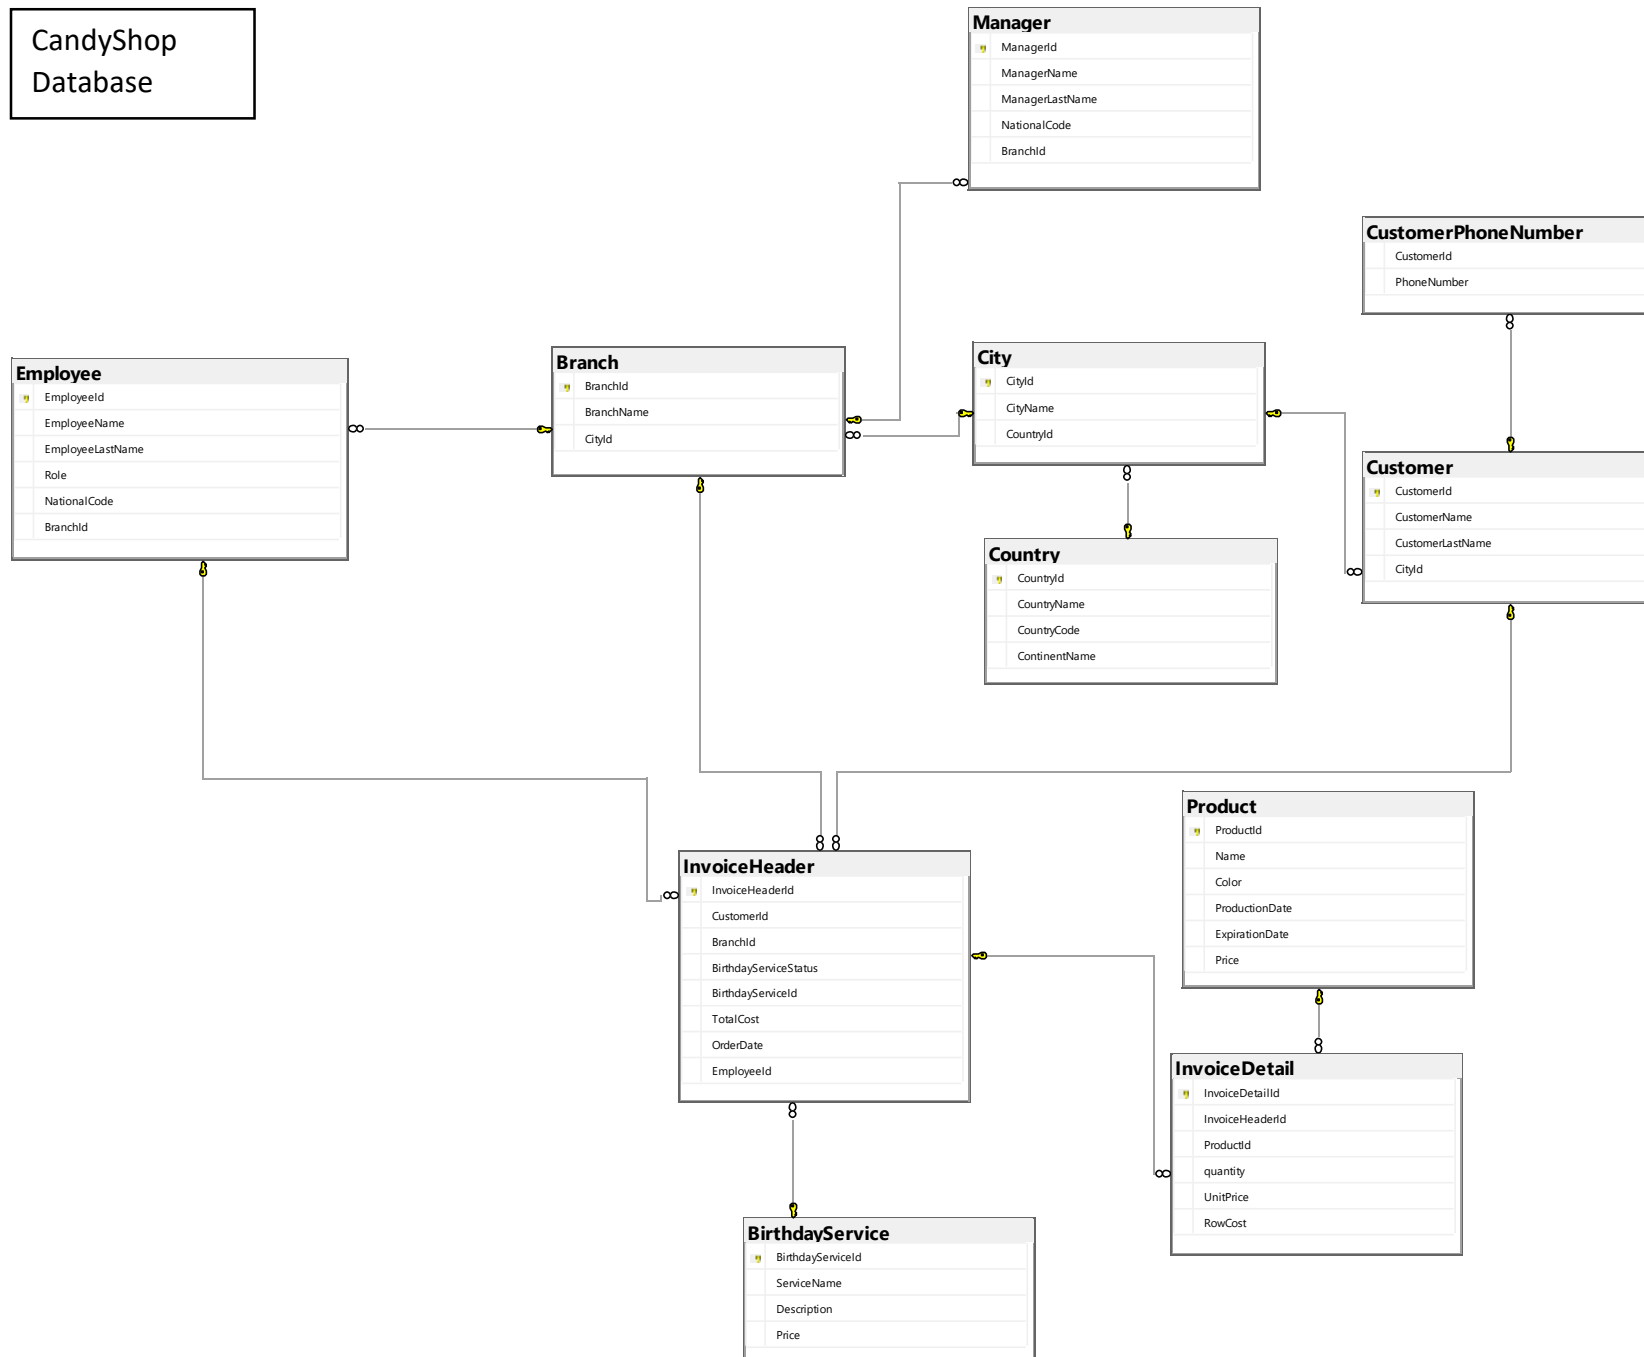 CandyShop
Database
Manager
ManagerId
ManagerName
ManagerLastName
NationalCode
BranchId
CustomerPhoneNumber
CustomerId
PhoneNumber
Employee
EmployeeId
EmployeeName
EmployeeLastName
Role
NationalCode
BranchId
Branch
BranchId
BranchName
CityId
City
CityId
CityName
CountryId
Customer
CustomerId
CustomerName
CustomerLastName
CityId
Country
CountryId
CountryName
CountryCode
ContinentName
Product
ProductId
Name
Color
ProductionDate
ExpirationDate
Price
InvoiceHeader
InvoiceHeaderId
CustomerId
BranchId
BirthdayServiceStatus
BirthdayServiceId
TotalCost
OrderDate
EmployeeId
InvoiceDetail
InvoiceDetailId
InvoiceHeaderId
ProductId
quantity
UnitPrice
RowCost
BirthdayService
BirthdayServiceId
ServiceName
Description
Price